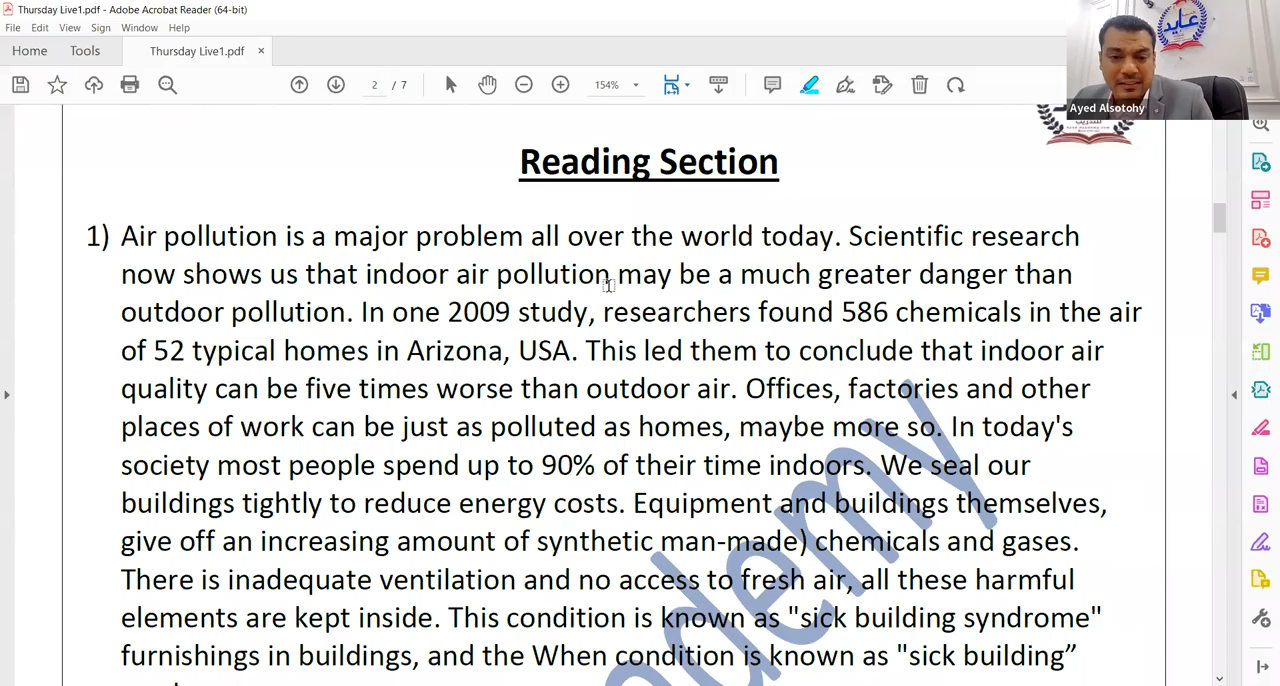 Thursday Live1.pdf - Adobe Acrobat Reader (64-bit)
File Edit View Sign Window Help
Home Tools Thursday Live1.pdf ×
2 / 7 154%
عايد
Ayed Alsotohy
Reading Section
1) Air pollution is a major problem all over the world today. Scientific research
now shows us that indoor air pollution may be a much greater danger than
outdoor pollution. In one 2009 study, researchers found 586 chemicals in the air
of 52 typical homes in Arizona, USA. This led them to conclude that indoor air
quality can be five times worse than outdoor air. Offices, factories and other
places of work can be just as polluted as homes, maybe more so. In today's
society most people spend up to 90% of their time indoors. We seal our
buildings tightly to reduce energy costs. Equipment and buildings themselves,
give off an increasing amount of synthetic man-made) chemicals and gases.
There is inadequate ventilation and no access to fresh air, all these harmful
elements are kept inside. This condition is known as "sick building syndrome"
furnishings in buildings, and the When condition is known as "sick building”
demy